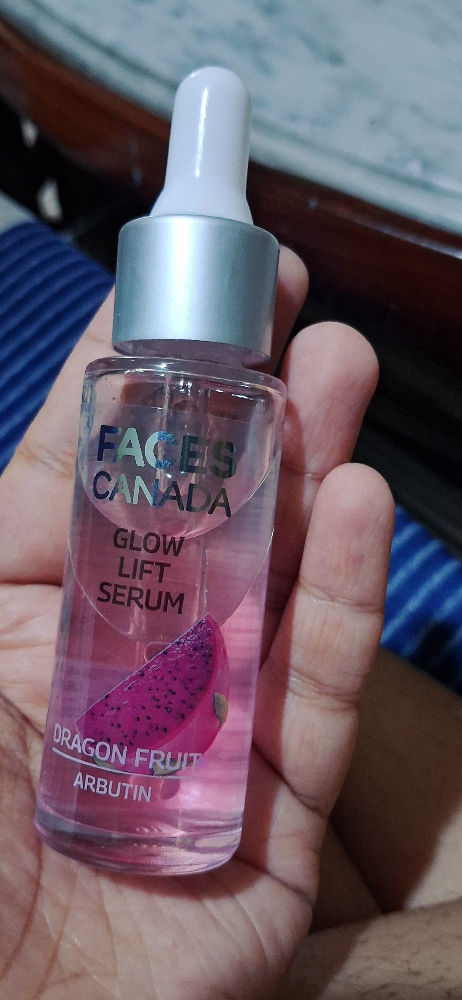 FACES
CANADA
GLOW
LIFT
SERUM
DRAGON FRUIT
ARBUTIN